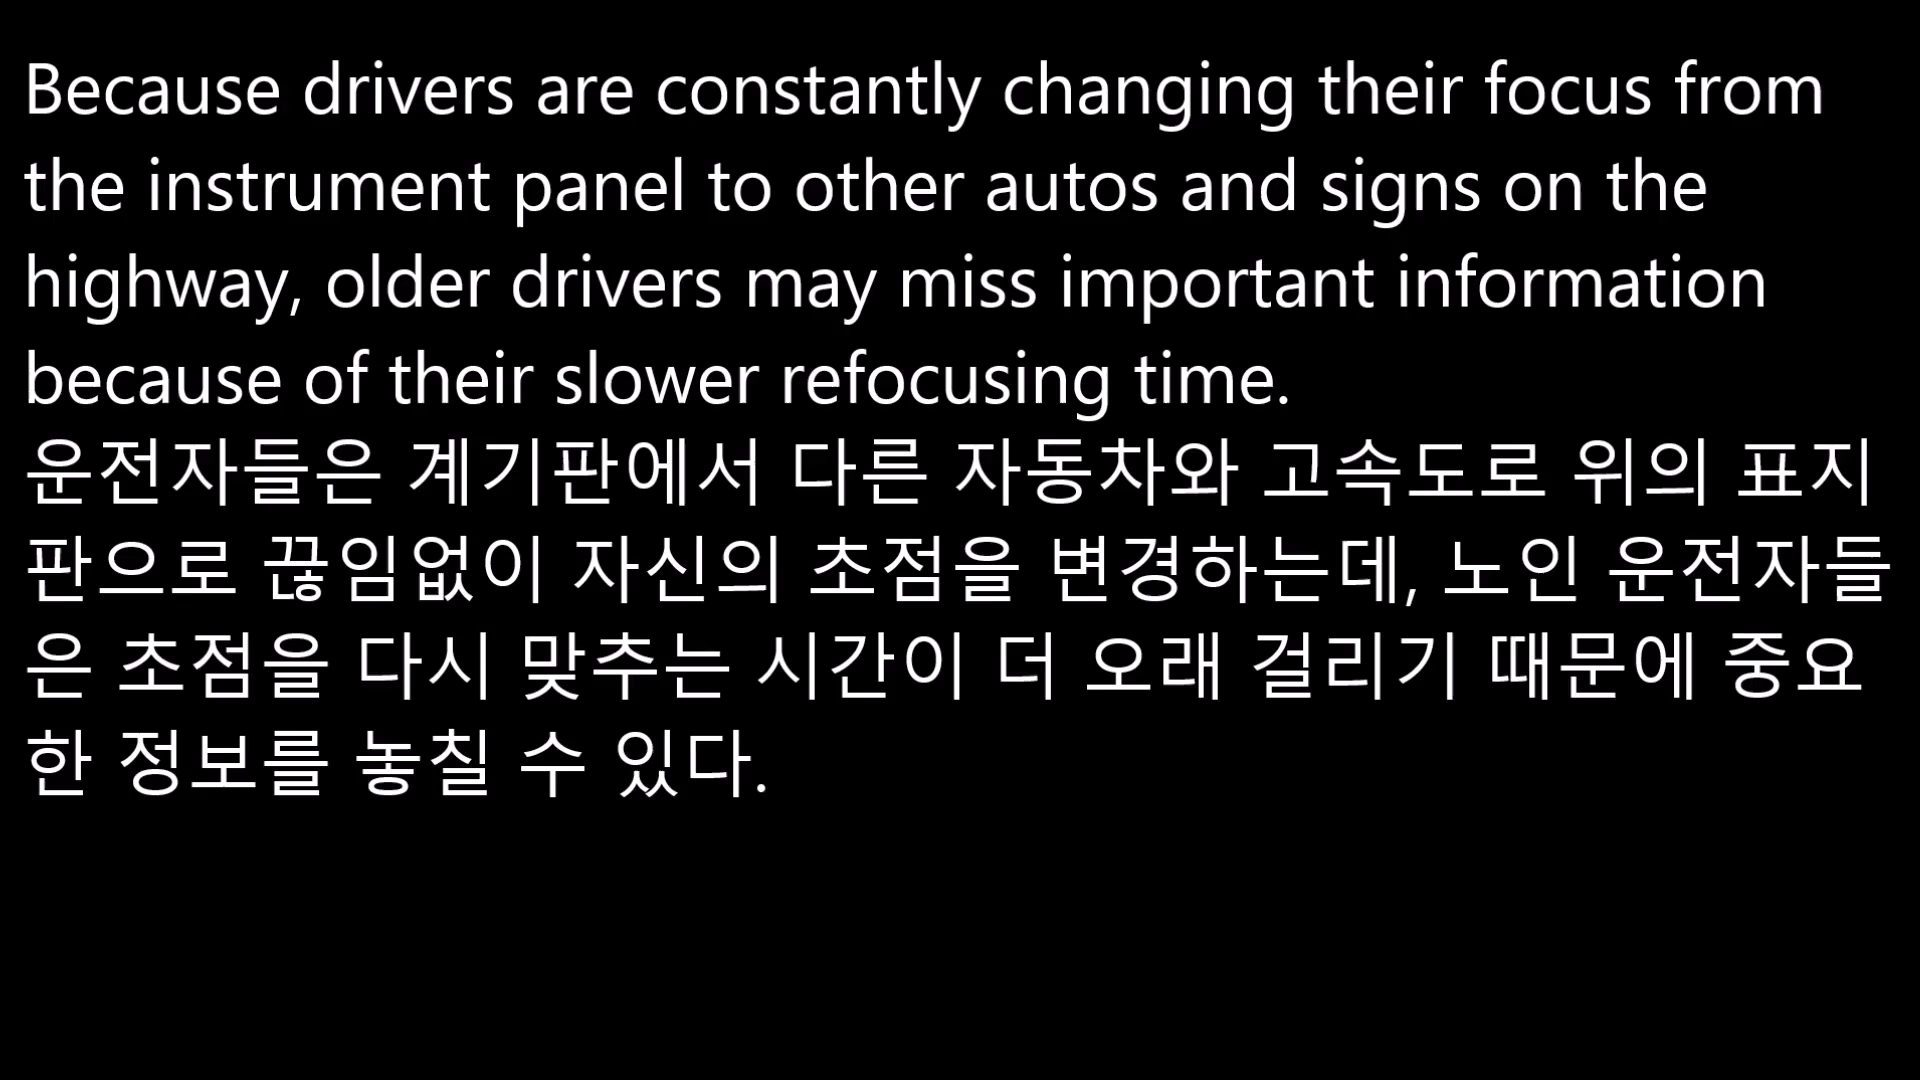 Because drivers are constantly changing their focus from
the instrument panel to other autos and signs on the
highway, older drivers may miss important information
because of their slower refocusing time.
운전자들은 계기판에서 다른 자동차와 고속도로 위의 표지
판으로 끊임없이 자신의 초점을 변경하는데, 노인 운전자들
은 초점을 다시 맞추는 시간이 더 오래 걸리기 때문에 중요
한 정보를 놓칠 수 있다.